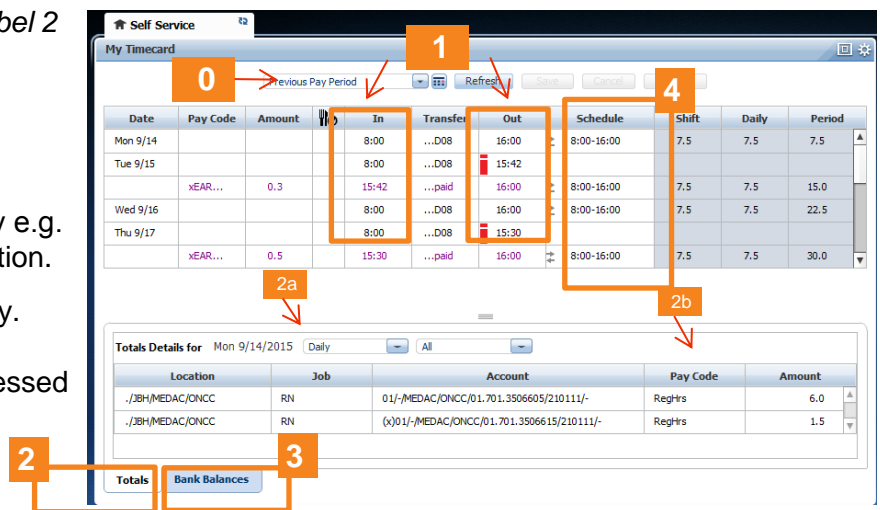 bel 2
y e.g.
tion.
y.
essed
Self Service
My Timecard
0
1
Previous Pay Period Refresh Save Cancel
4
Date Pay Code Amount In Transfer Out Schedule Shift Daily Period
Mon 9/14 8:00 ...D08 16:00 8:00-16:00 7.5 7.5 7.5
Tue 9/15 8:00 ...D08 15:42
xEAR... 0.3 15:42 ...paid 16:00 8:00-16:00 7.5 7.5 15.0
Wed 9/16 8:00 ...D08 16:00 8:00-16:00 7.5 7.5 22.5
Thu 9/17 8:00 ...D08 15:30
xEAR... 0.5 15:30 ...paid 16:00 8:00-16:00 7.5 7.5 30.0
2a
2b
Totals Details for Mon 9/14/2015 Daily All
Location Job Account Pay Code Amount
./JBH/MEDAC/ONCC RN 01/-/MEDAC/ONCC/01.701.3506605/210111/- RegHrs 6.0
./JBH/MEDAC/ONCC RN (x)01/-/MEDAC/ONCC/01.701.3506615/210111/- RegHrs 1.5
2
3
Totals Bank Balances